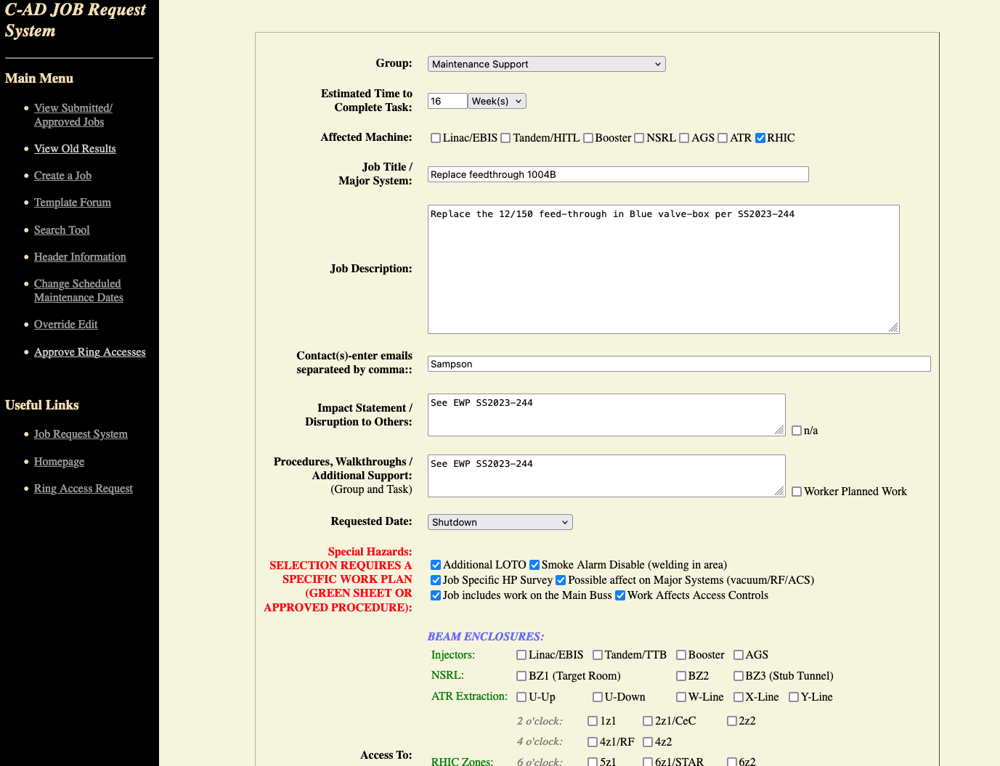 C-AD JOB Request
System
Main Menu
View Submitted/
Approved Jobs
View Old Results
Create a Job
Template Forum
Search Tool
Header Information
Change Scheduled
Maintenance Dates
Override Edit
Approve Ring Accesses
Useful Links
Job Request System
Homepage
Ring Access Request
Group: Maintenance Support
Estimated Time to
Complete Task: 16 Week(s)
Affected Machine: Linac/EBIS Tandem/HITL Booster NSRL AGS ATR RHIC
Job Title /
Major System: Replace feedthrough 1004B
Replace the 12/150 feed-through in Blue valve-box per SS2023-244
Job Description:
Contact(s)-enter emails
separateed by comma:: Sampson
Impact Statement /
Disruption to Others: See EWP SS2023-244
n/a
Procedures, Walkthroughs /
Additional Support: See EWP SS2023-244
(Group and Task) Worker Planned Work
Requested Date: Shutdown
Special Hazards:
SELECTION REQUIRES A
SPECIFIC WORK PLAN
(GREEN SHEET OR
APPROVED PROCEDURE):
Additional LOTO Smoke Alarm Disable (welding in area)
Job Specific HP Survey Possible affect on Major Systems (vacuum/RF/ACS)
Job includes work on the Main Buss Work Affects Access Controls
BEAM ENCLOSURES:
Injectors: Linac/EBIS Tandem/TTB Booster AGS
NSRL: BZ1 (Target Room) BZ2 BZ3 (Stub Tunnel)
ATR Extraction: U-Up U-Down W-Line X-Line Y-Line
2 o'clock: 1z1 2z1/CeC 2z2
4 o'clock: 4z1/RF 4z2
Access To:
RHIC Zones: 6 o'clock: 5z1 6z1/STAR 6z2